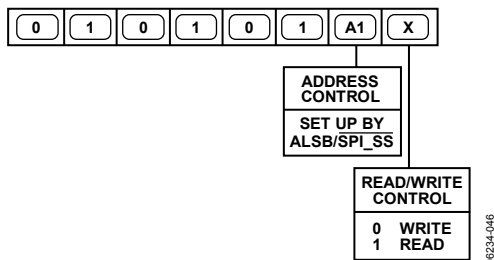 0 1 0 1 0 1 A1 X
ADDRESS
CONTROL
SET UP BY
ALSB/SPI_SS
READ/WRITE
CONTROL
0 WRITE
1 READ
6234-046